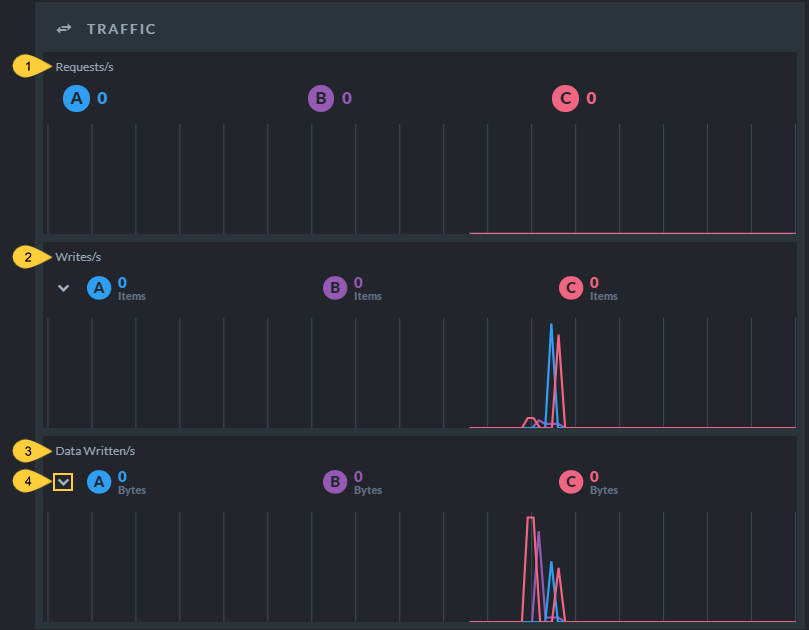 TRAFFIC
1 Requests/s
A 0 B 0 C 0
2 Writes/s
A 0 Items B 0 Items C 0 Items
3 Data Written/s
4 A 0 Bytes B 0 Bytes C 0 Bytes